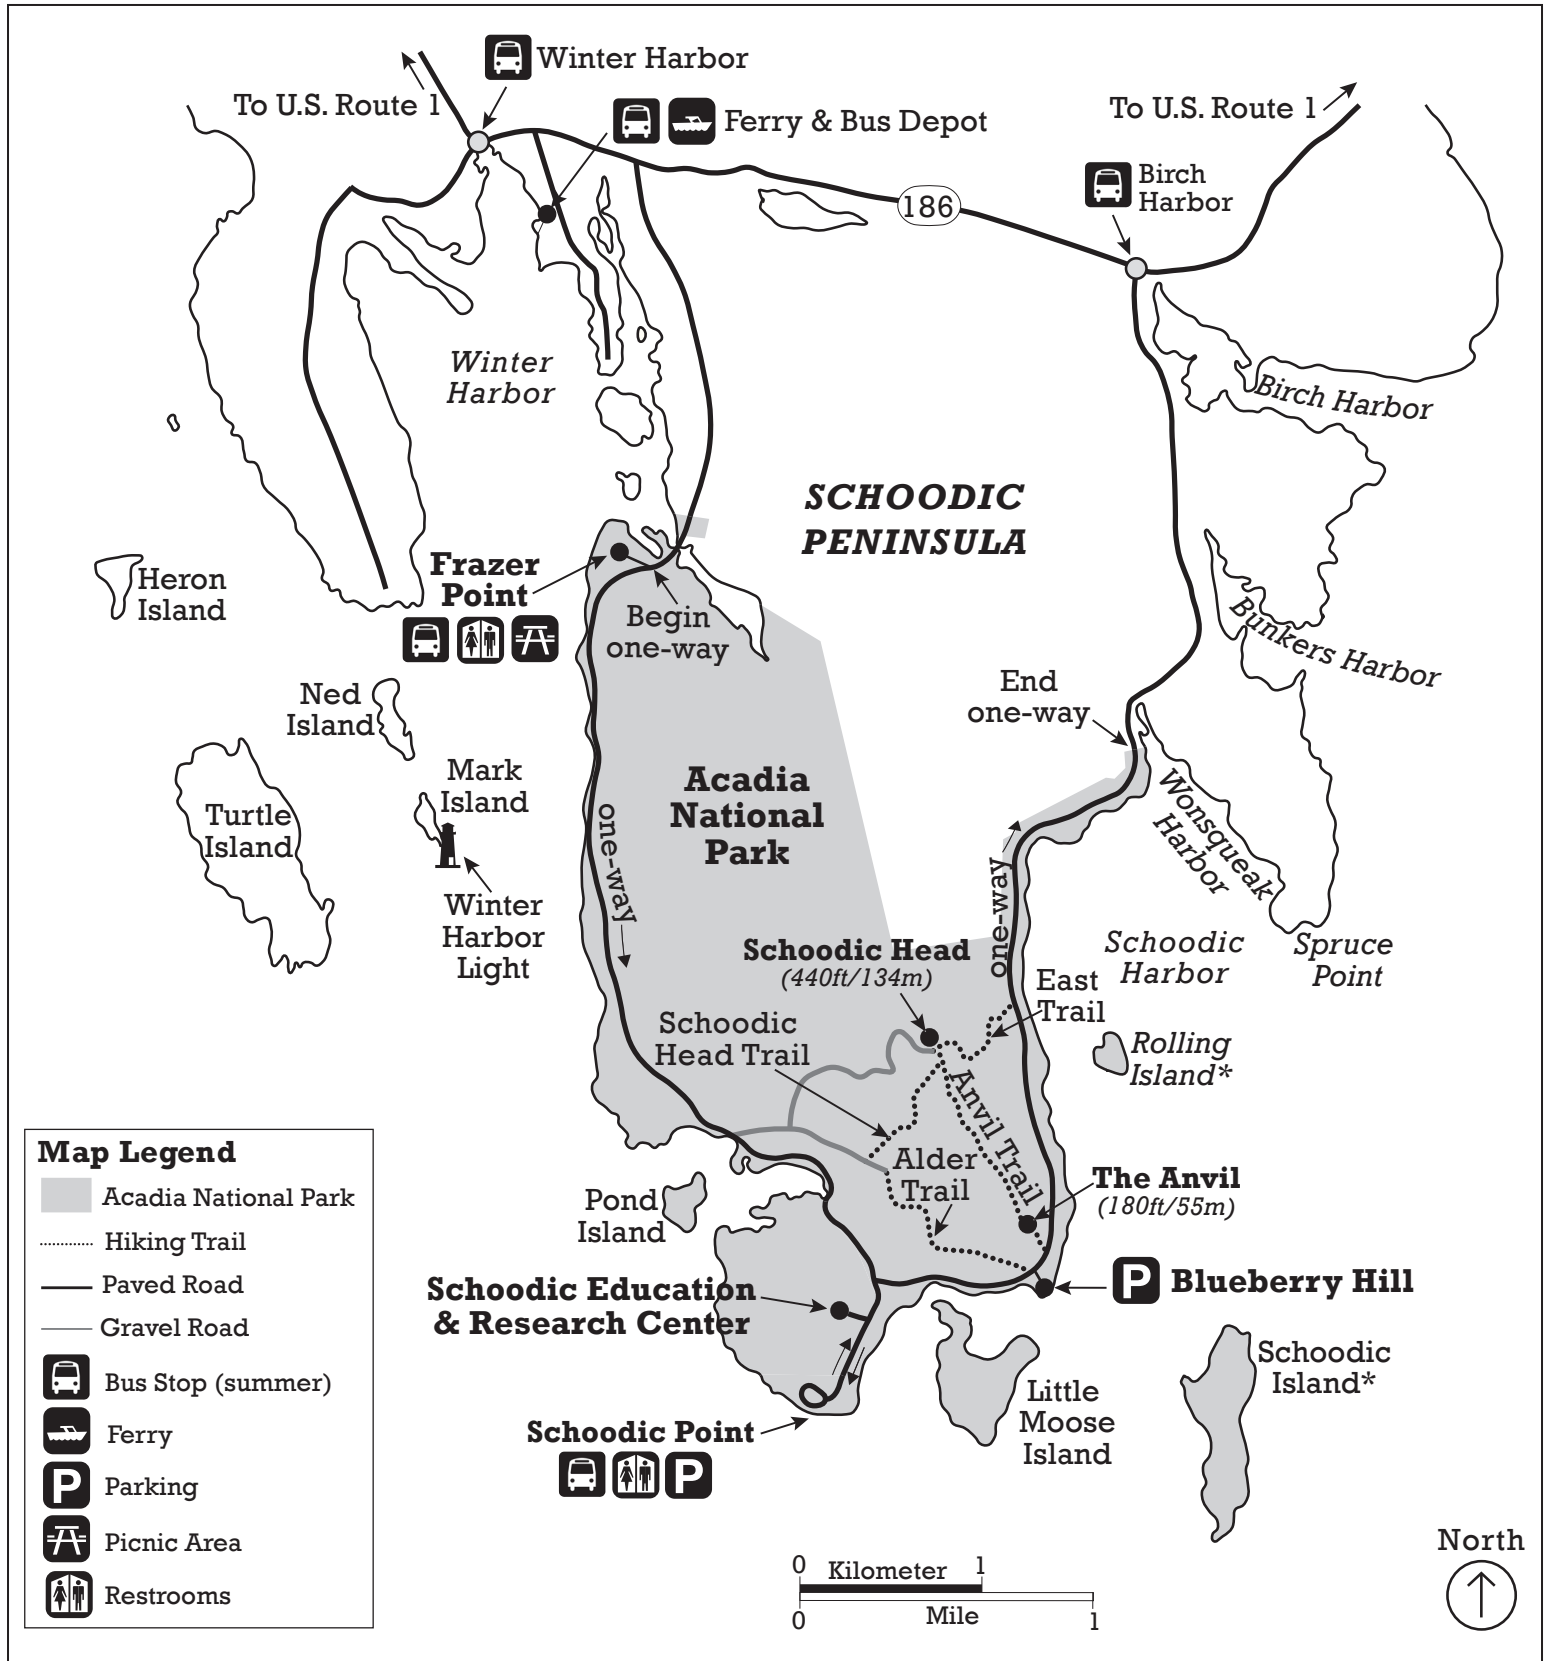 Winter Harbor
To U.S. Route 1
Ferry & Bus Depot
To U.S. Route 1
Birch
Harbor
186
Winter
Harbor
Birch Harbor
SCHOODIC
PENINSULA
Frazer
Point
Heron
Island
Begin
one-way
Bunkers Harbor
Ned
Island
End
one-way
Mark
Island
Acadia
National
Park
Turtle
Island
one-way
Wonsqueak
Harbor
one-way
Winter
Harbor
Light
Schoodic Head
(440ft/134m)
Schoodic
Harbor
Spruce
Point
East
Trail
Schoodic
Head Trail
Rolling
Island*
Anvil Trail
Alder
Trail
The Anvil
(180ft/55m)
Pond
Island
Schoodic Education
& Research Center
P
Blueberry Hill
Schoodic
Island*
Little
Moose
Island
Schoodic Point
P
Map Legend
Acadia National Park
Hiking Trail
Paved Road
Gravel Road
Bus Stop (summer)
Ferry
P
Parking
Picnic Area
Restrooms
0 Kilometer 1
0 Mile 1
North